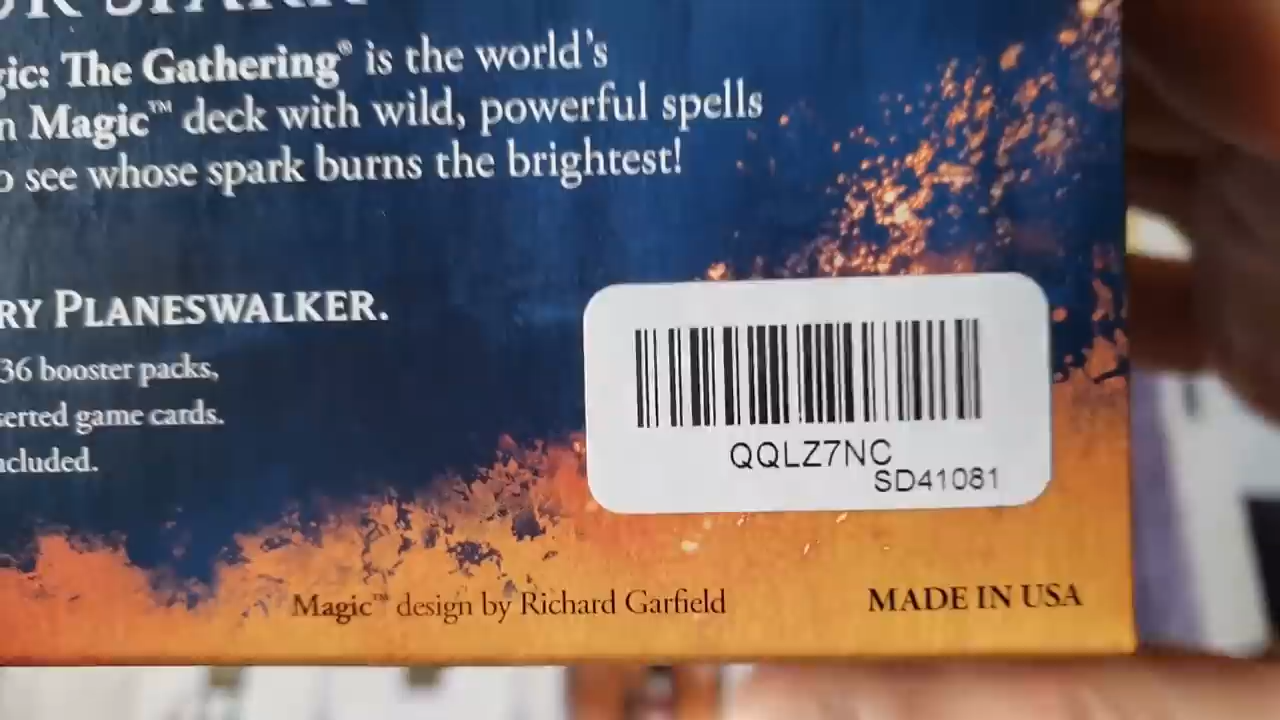 gic: The Gathering® is the world's
n Magic™ deck with wild, powerful spells
o see whose spark burns the brightest!
RY PLANESWALKER.
36 booster packs,
serted game cards.
ncluded.
QQLZ7NC
SD41081
Magic™ design by Richard Garfield
MADE IN USA